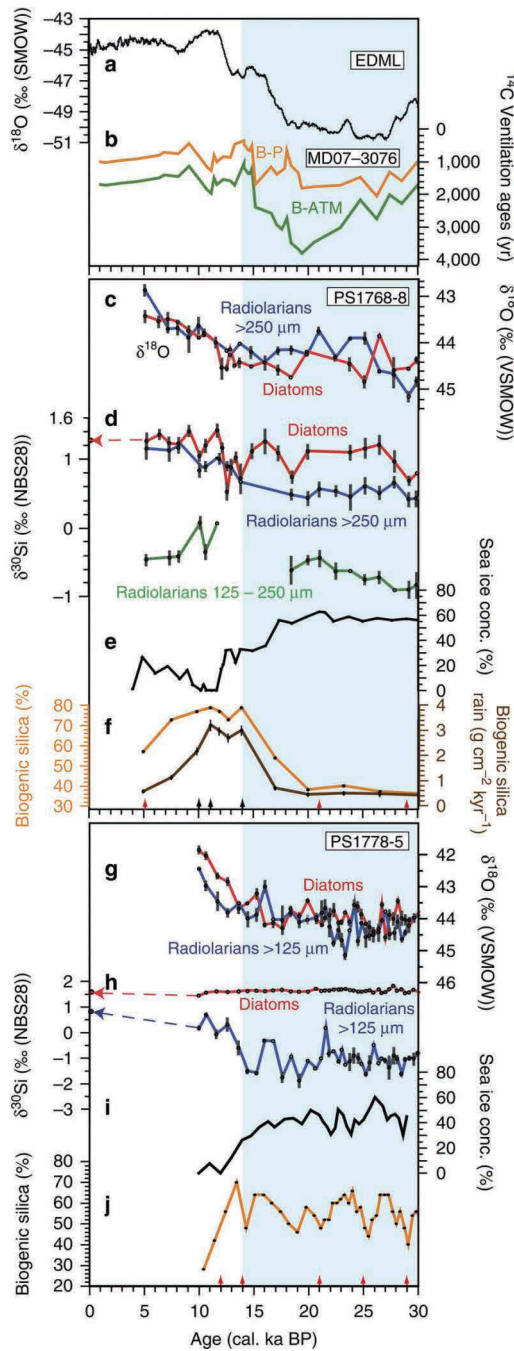 −43
−45
−47
−49
−51
δ18O (‰ (SMOW))
a
EDML
b
B-P
MD07–3076
B-ATM
0
1,000
2,000
3,000
4,000
14C Ventilation ages (yr)
c
Radiolarians
>250 μm
PS1768-8
δ18O
Diatoms
43
44
45
δ18O (‰ (VSMOW))
d
1.6
1
0
−1
δ30Si (‰ (NBS28))
Diatoms
Radiolarians >250 μm
Radiolarians 125 – 250 μm
e
80
60
40
20
0
Sea ice conc. (%)
f
80
70
60
50
40
30
Biogenic silica (%)
4
3
2
1
0
Biogenic silica rain (g cm−2 kyr−1)
g
PS1778-5
Diatoms
Radiolarians >125 μm
42
43
44
45
46
δ18O (‰ (VSMOW))
h
2
1
0
−1
−2
−3
δ30Si (‰ (NBS28))
Diatoms
Radiolarians
>125 μm
i
80
60
40
20
0
Sea ice conc. (%)
j
80
70
60
50
40
30
20
Biogenic silica (%)
0 5 10 15 20 25 30
Age (cal. ka BP)